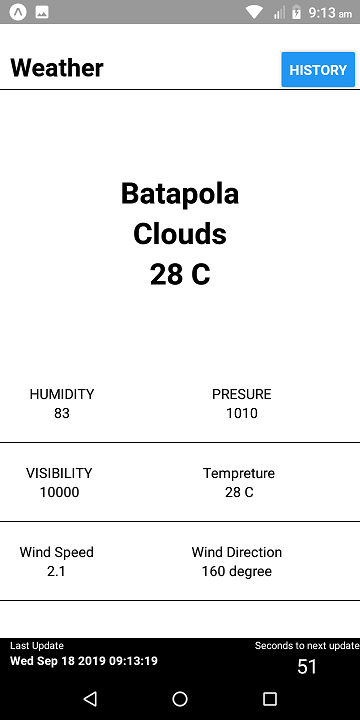 9:13 am
Weather
HISTORY
Batapola
Clouds
28 C
HUMIDITY
83
PRESURE
1010
VISIBILITY
10000
Tempreture
28 C
Wind Speed
2.1
Wind Direction
160 degree
Last Update
Wed Sep 18 2019 09:13:19
Seconds to next update
51